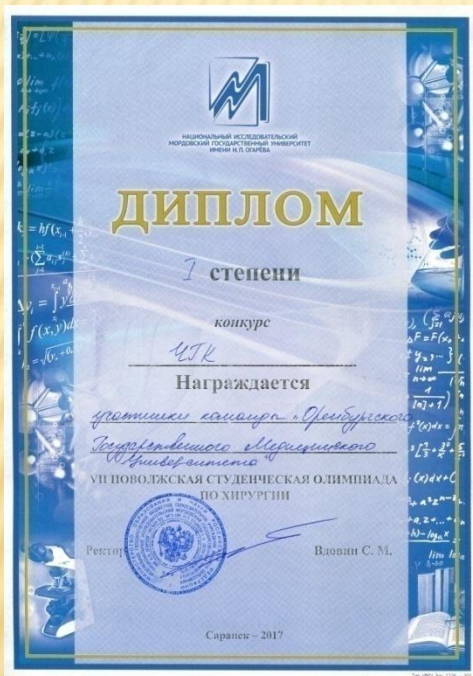 НАЦИОНАЛЬНЫЙ ИССЛЕДОВАТЕЛЬСКИЙ
МОРДОВСКИЙ ГОСУДАРСТВЕННЫЙ УНИВЕРСИТЕТ
ИМЕНИ Н.П. ОГАРЁВА
ДИПЛОМ
I степени
конкурс
ЧГК
Награждается
участники команды "Оренбургского
Государственного Медицинского
Университета"
VII ПОВОЛЖСКАЯ СТУДЕНЧЕСКАЯ ОЛИМПИАДА
ПО ХИРУРГИИ
Ректор Вдовин С. М.
Саранск – 2017